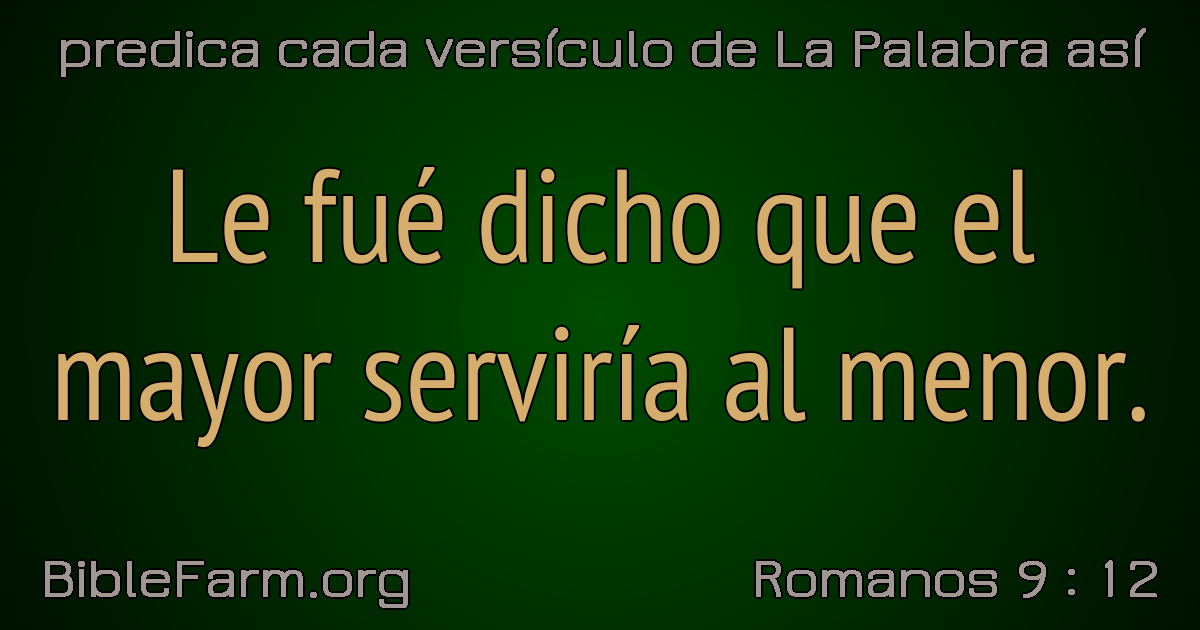 predica cada versículo de La Palabra así
Le fué dicho que el
mayor serviría al menor.
BibleFarm.org
Romanos 9 : 12